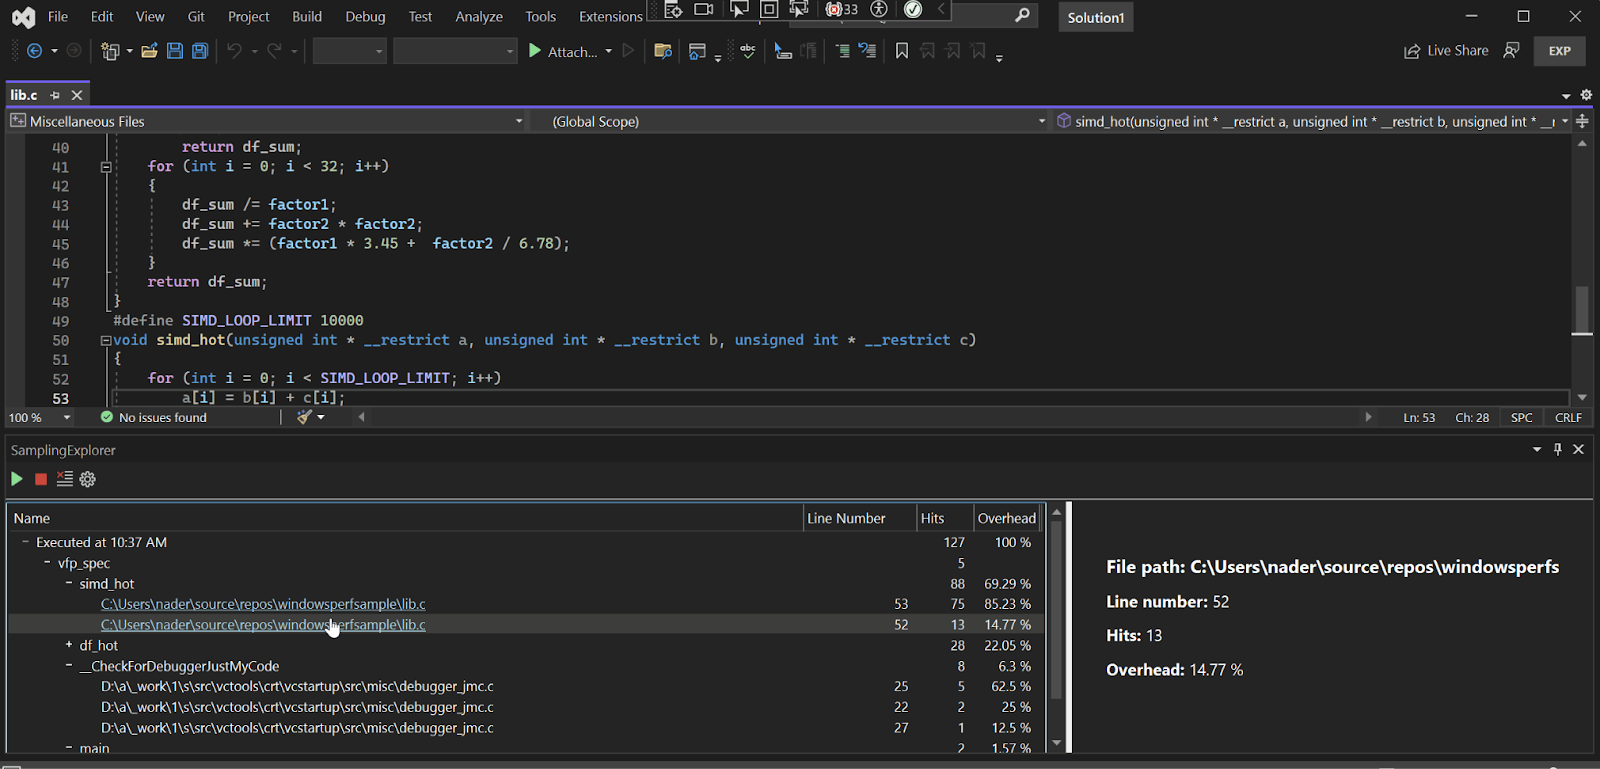 File Edit View Git Project Build Debug Test Analyze Tools Extensions 33 Solution1
Attach... abc Live Share EXP
lib.c
Miscellaneous Files (Global Scope) simd_hot(unsigned int * __restrict a, unsigned int * __restrict b, unsigned int * __r
40 return df_sum;
41 for (int i = 0; i < 32; i++)
42 {
43 df_sum /= factor1;
44 df_sum += factor2 * factor2;
45 df_sum *= (factor1 * 3.45 + factor2 / 6.78);
46 }
47 return df_sum;
48 }
49 #define SIMD_LOOP_LIMIT 10000
50 void simd_hot(unsigned int * __restrict a, unsigned int * __restrict b, unsigned int * __restrict c)
51 {
52 for (int i = 0; i < SIMD_LOOP_LIMIT; i++)
53 a[i] = b[i] + c[i];
100 % No issues found Ln: 53 Ch: 28 SPC CRLF
SamplingExplorer
Name Line Number Hits Overhead
Executed at 10:37 AM 127 100 %
vfp_spec 5
simd_hot 88 69.29 %
C:\Users\nader\source\repos\windowsperfsample\lib.c 53 75 85.23 %
C:\Users\nader\source\repos\windowsperfsample\lib.c 52 13 14.77 %
df_hot 28 22.05 %
__CheckForDebuggerJustMyCode 8 6.3 %
D:\a\_work\1\s\src\vctools\crt\vcstartup\src\misc\debugger_jmc.c 25 5 62.5 %
D:\a\_work\1\s\src\vctools\crt\vcstartup\src\misc\debugger_jmc.c 22 2 25 %
D:\a\_work\1\s\src\vctools\crt\vcstartup\src\misc\debugger_jmc.c 27 1 12.5 %
main 2 1.57 %
File path: C:\Users\nader\source\repos\windowsperfs
Line number: 52
Hits: 13
Overhead: 14.77 %